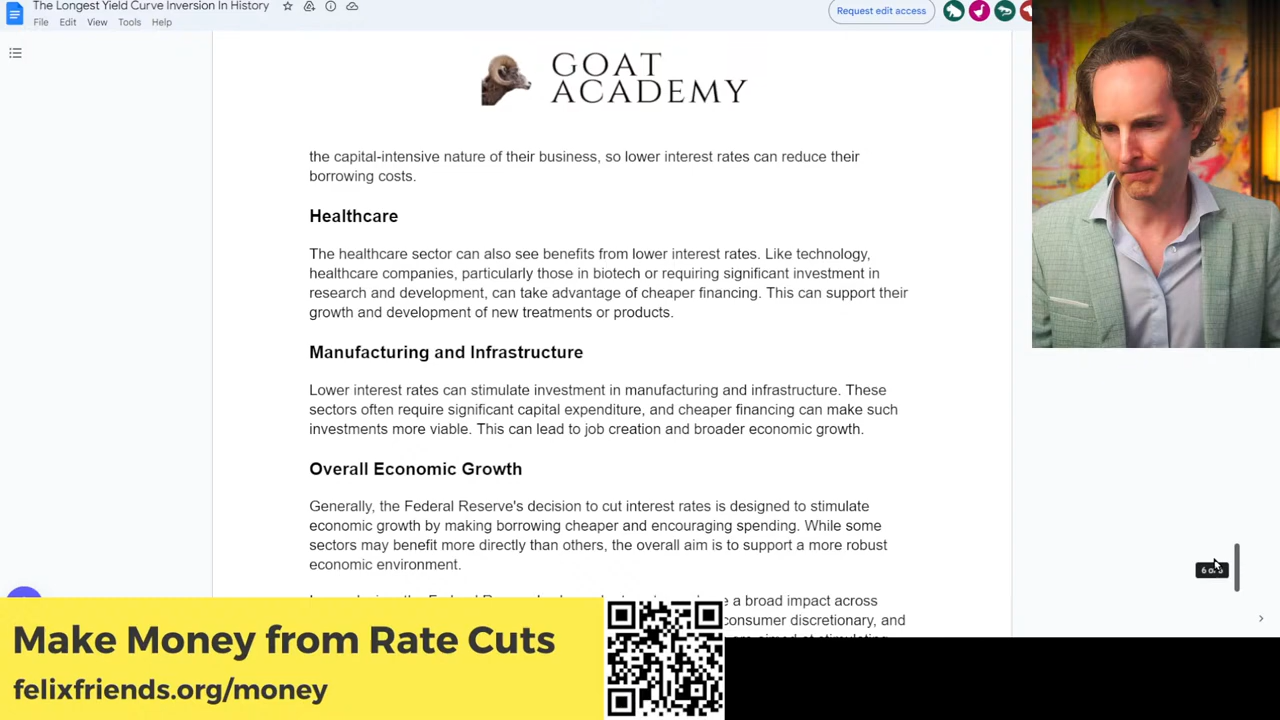 The Longest Yield Curve Inversion In History
File Edit View Tools Help
Request edit access
GOAT
ACADEMY
the capital-intensive nature of their business, so lower interest rates can reduce their
borrowing costs.
Healthcare
The healthcare sector can also see benefits from lower interest rates. Like technology,
healthcare companies, particularly those in biotech or requiring significant investment in
research and development, can take advantage of cheaper financing. This can support their
growth and development of new treatments or products.
Manufacturing and Infrastructure
Lower interest rates can stimulate investment in manufacturing and infrastructure. These
sectors often require significant capital expenditure, and cheaper financing can make such
investments more viable. This can lead to job creation and broader economic growth.
Overall Economic Growth
Generally, the Federal Reserve's decision to cut interest rates is designed to stimulate
economic growth by making borrowing cheaper and encouraging spending. While some
sectors may benefit more directly than others, the overall aim is to support a more robust
economic environment.
a broad impact across
consumer discretionary, and
Make Money from Rate Cuts
felixfriends.org/money